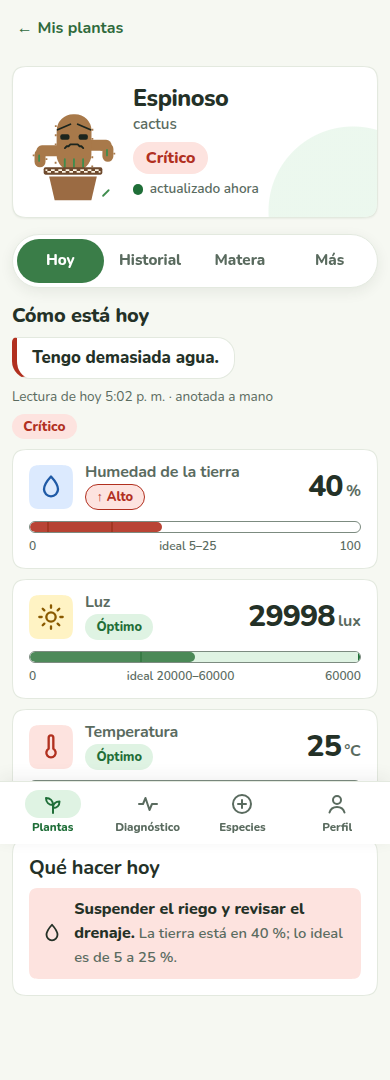 ← Mis plantas
Espinoso
cactus
Crítico
actualizado ahora
Hoy
Historial
Matera
Más
Cómo está hoy
Tengo demasiada agua.
Lectura de hoy 5:02 p. m. · anotada a mano
Crítico
Humedad de la tierra
↑ Alto
40 %
0
ideal 5–25
100
Luz
Óptimo
29998 lux
0
ideal 20000–60000
60000
Temperatura
Óptimo
25 °C
Plantas
Diagnóstico
Especies
Perfil
Qué hacer hoy
Suspender el riego y revisar el
drenaje. La tierra está en 40 %; lo ideal
es de 5 a 25 %.